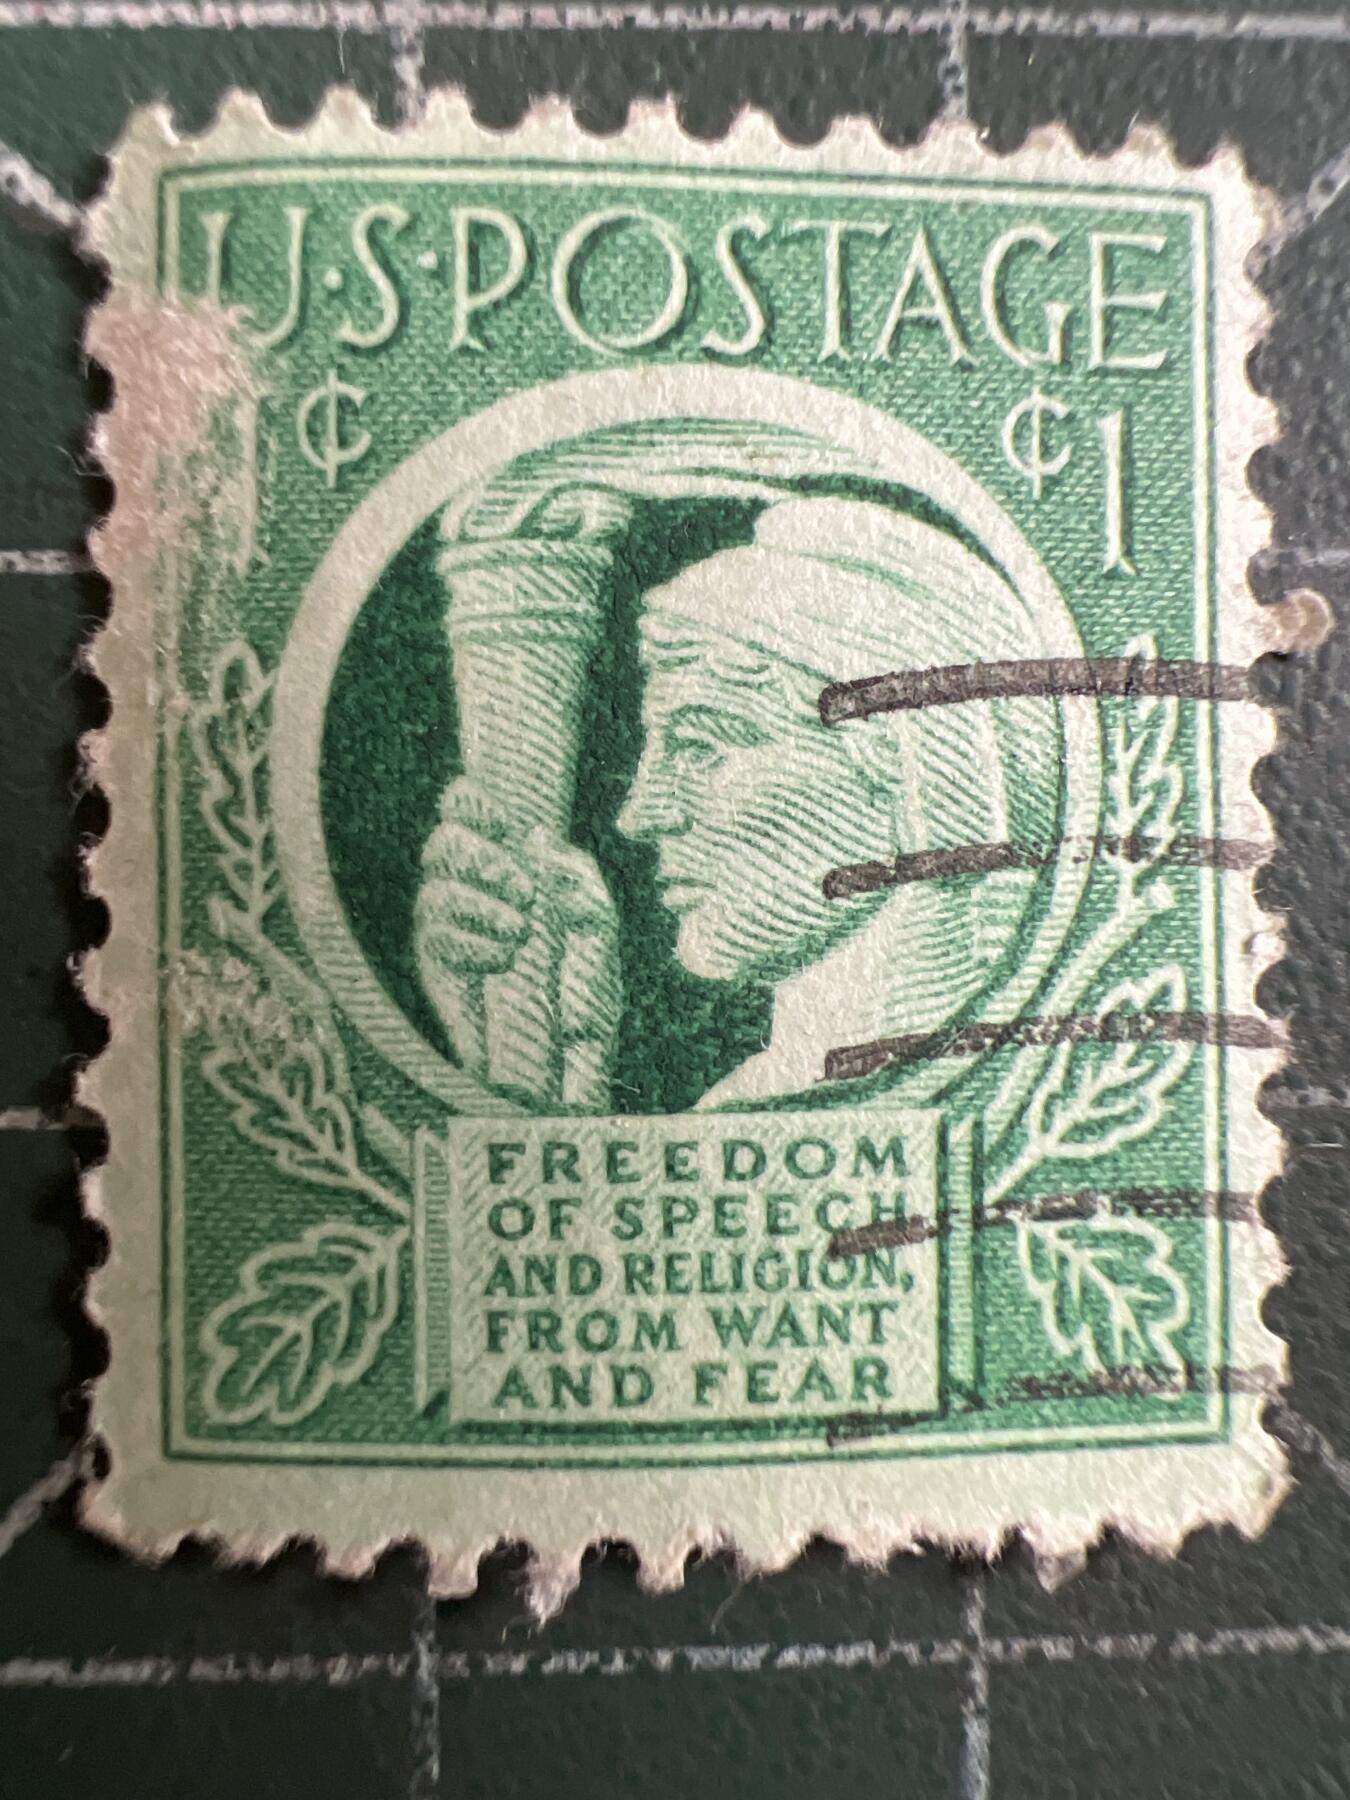 U·S·POSTAGE
1¢ ¢1
FREEDOM
OF SPEECH
AND RELIGION,
FROM WANT
AND FEAR